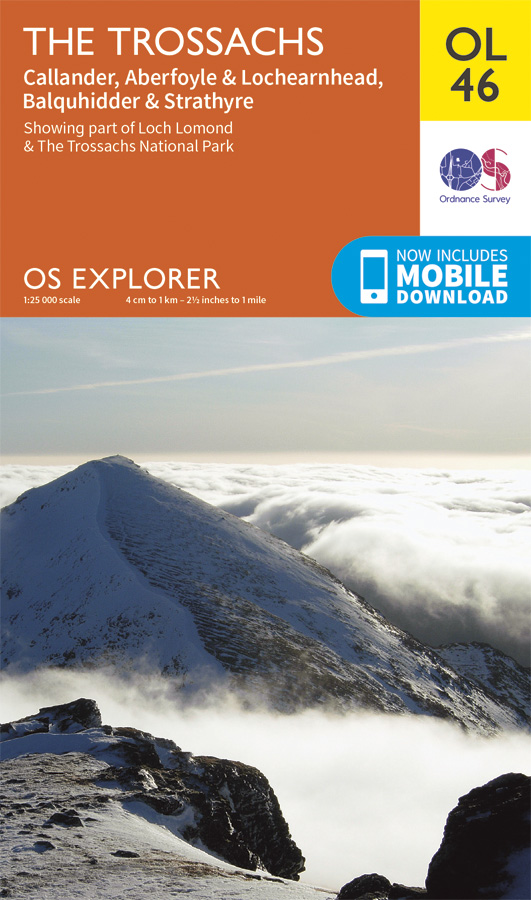 THE TROSSACHS
Callander, Aberfoyle & Lochearnhead,
Balquhidder & Strathyre
Showing part of Loch Lomond
& The Trossachs National Park
OL
46
OS
Ordnance Survey
OS EXPLORER
1:25 000 scale 4 cm to 1 km – 2½ inches to 1 mile
NOW INCLUDES
MOBILE
DOWNLOAD